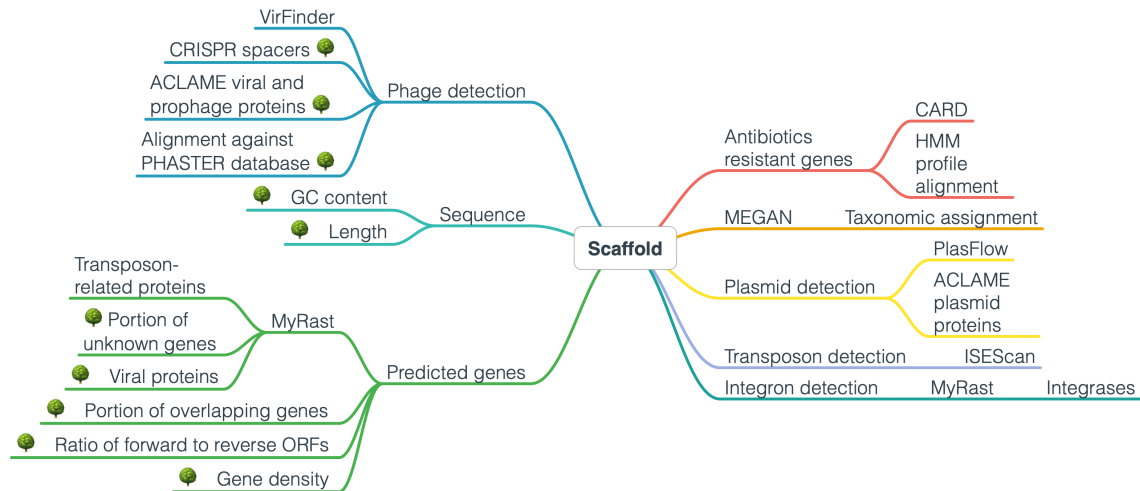 VirFinder
CRISPR spacers
ACLAME viral and
prophage proteins
Alignment against
PHASTER database
Phage detection
GC content
Length
Sequence
Transposon-
related proteins
Portion of
unknown genes
Viral proteins
MyRast
Portion of overlapping genes
Ratio of forward to reverse ORFs
Gene density
Predicted genes
Scaffold
Antibiotics
resistant genes
CARD
HMM
profile
alignment
MEGAN
Taxonomic assignment
Plasmid detection
PlasFlow
ACLAME
plasmid
proteins
Transposon detection
ISEScan
Integron detection
MyRast
Integrases